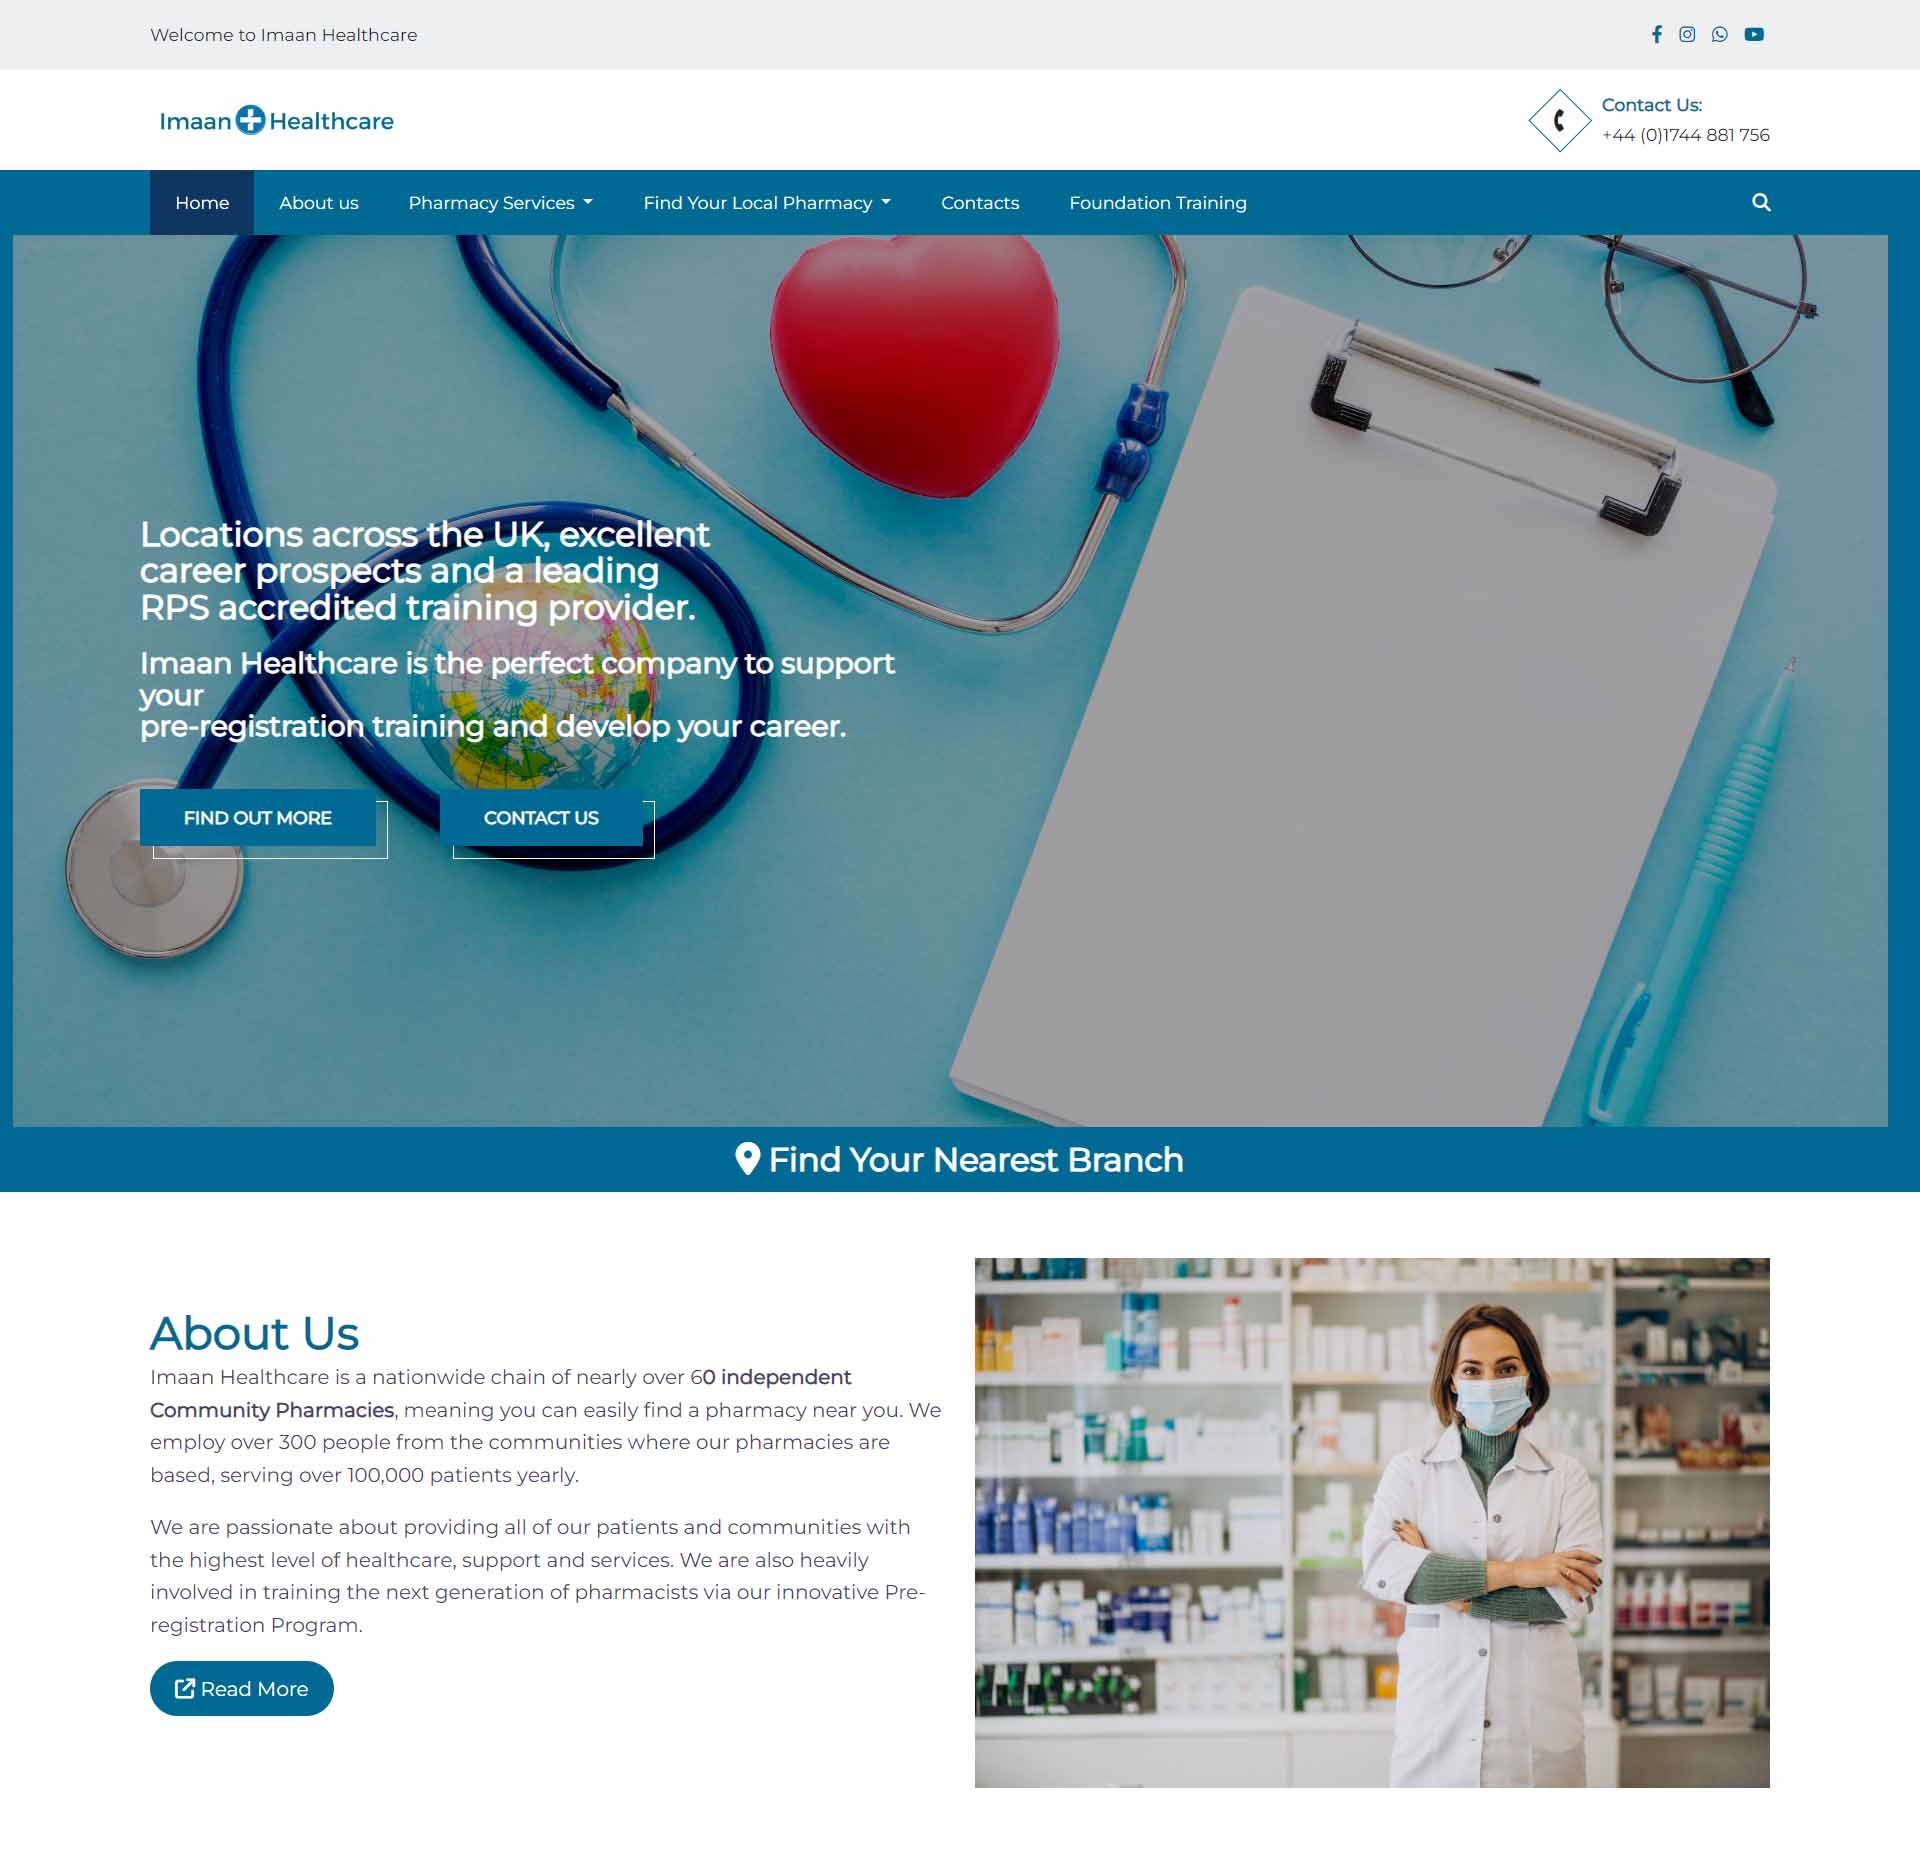 Welcome to Imaan Healthcare
Imaan Healthcare
Contact Us:
+44 (0)1744 881 756
Home About us Pharmacy Services Find Your Local Pharmacy Contacts Foundation Training
Locations across the UK, excellent
career prospects and a leading
RPS accredited training provider.
Imaan Healthcare is the perfect company to support
your
pre-registration training and develop your career.
FIND OUT MORE CONTACT US
Find Your Nearest Branch
About Us
Imaan Healthcare is a nationwide chain of nearly over 60 independent
Community Pharmacies, meaning you can easily find a pharmacy near you. We
employ over 300 people from the communities where our pharmacies are
based, serving over 100,000 patients yearly.
We are passionate about providing all of our patients and communities with
the highest level of healthcare, support and services. We are also heavily
involved in training the next generation of pharmacists via our innovative Pre-
registration Program.
Read More